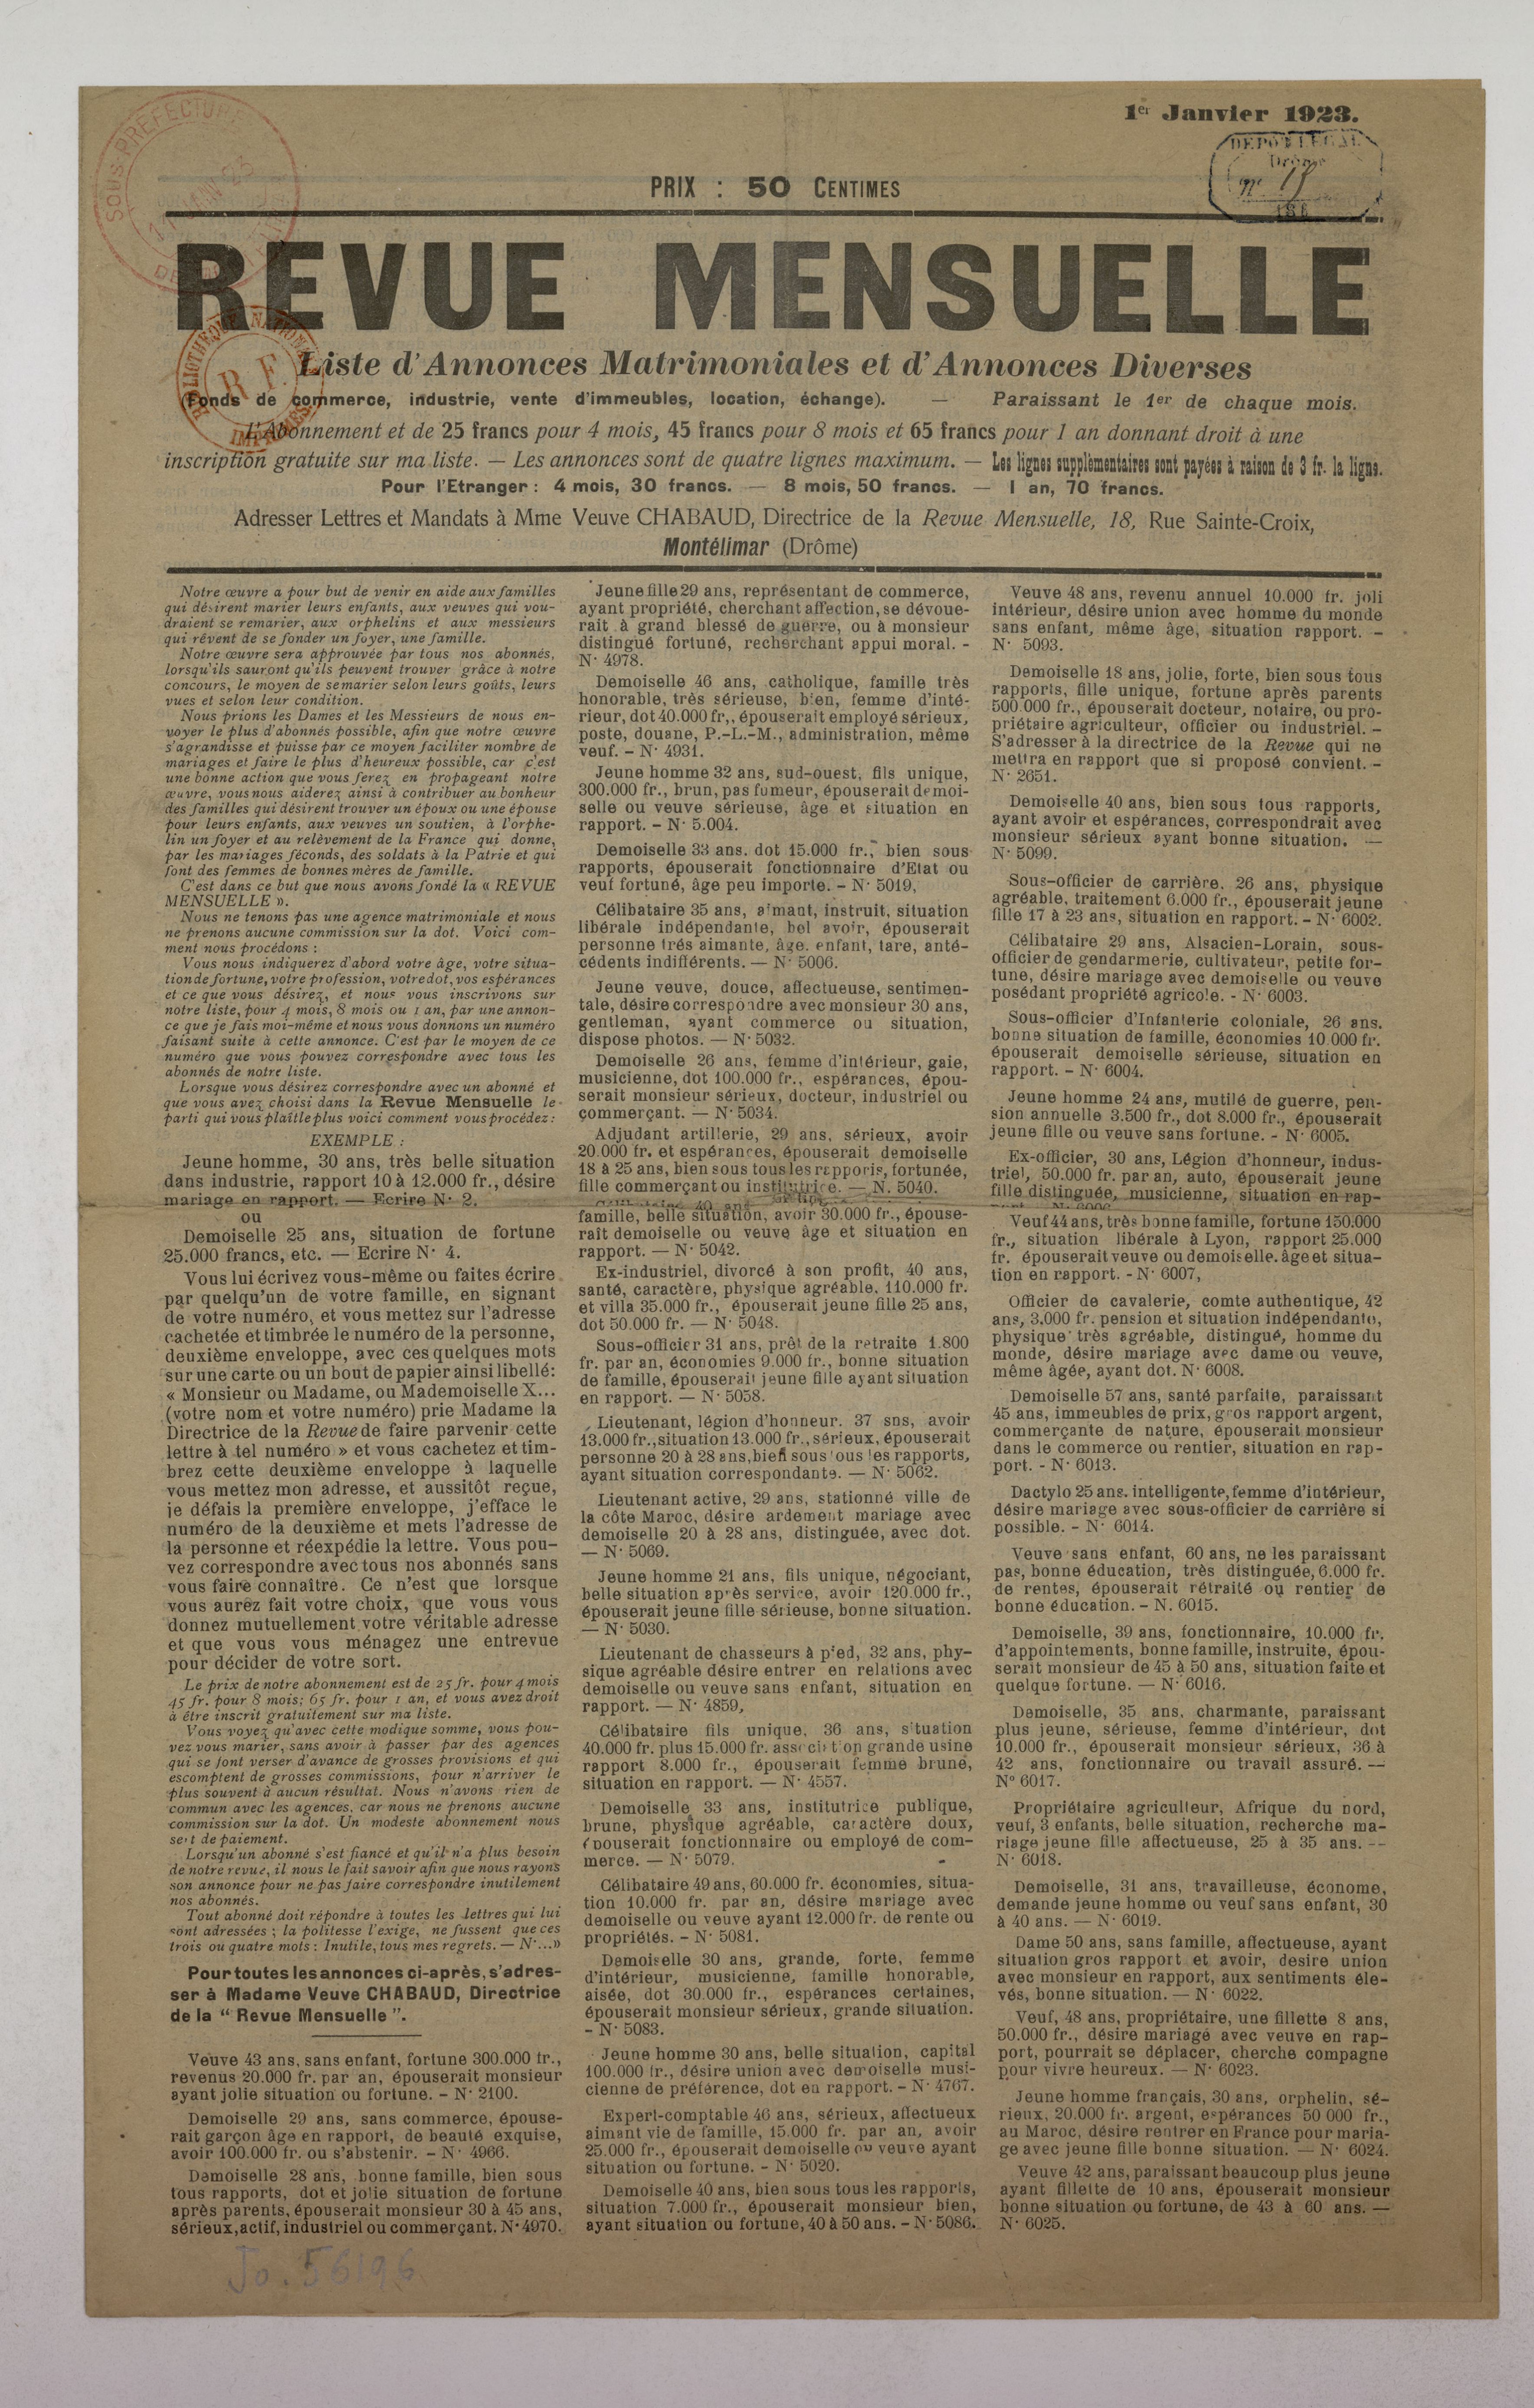 1er Janvier 1923.
SOUS-PREFECTURE
DEPOT LEGAL
Drôme
PRIX : 50 CENTIMES
REVUE MENSUELLE
BIBLIOTHEQUE NATIONALE
R F
IMPRIMES
Liste d'Annonces Matrimoniales et d'Annonces Diverses
(Fonds de commerce, industrie, vente d'immeubles, location, échange). — Paraissant le 1er de chaque mois.
L'Abonnement et de 25 francs pour 4 mois, 45 francs pour 8 mois et 65 francs pour 1 an donnant droit à une
inscription gratuite sur ma liste. — Les annonces sont de quatre lignes maximum. — Les lignes supplémentaires sont payées à raison de 3 fr. la ligne.
Pour l'Etranger : 4 mois, 30 francs. — 8 mois, 50 francs. — 1 an, 70 francs.
Adresser Lettres et Mandats à Mme Veuve CHABAUD, Directrice de la Revue Mensuelle, 18, Rue Sainte-Croix,
Montélimar (Drôme)
Notre œuvre a pour but de venir en aide aux familles
qui désirent marier leurs enfants, aux veuves qui vou-
draient se remarier, aux orphelins et aux messieurs
qui rêvent de se fonder un foyer, une famille.
Notre œuvre sera approuvée par tous nos abonnés,
lorsqu'ils sauront qu'ils peuvent trouver grâce à notre
concours, le moyen de se marier selon leurs goûts, leurs
vues et selon leur condition.
Nous prions les Dames et les Messieurs de nous en-
voyer le plus d'abonnés possible, afin que notre œuvre
s'agrandisse et puisse par ce moyen faciliter nombre de
mariages et faire le plus d'heureux possible, car c'est
une bonne action que vous ferez en propageant notre
œuvre, vous nous aiderez ainsi à contribuer au bonheur
des familles qui désirent trouver un époux ou une épouse
pour leurs enfants, aux veuves un soutien, à l'orphe-
lin un foyer et au relèvement de la France qui donne,
par les mariages féconds, des soldats à la Patrie et qui
font des femmes de bonnes mères de famille.
C'est dans ce but que nous avons fondé la « REVUE
MENSUELLE ».
Nous ne tenons pas une agence matrimoniale et nous
ne prenons aucune commission sur la dot. Voici com-
ment nous procédons :
Vous nous indiquerez d'abord votre âge, votre situa-
tion de fortune, votre profession, votre dot, vos espérances
et ce que vous désirez, et nous vous inscrivons sur
notre liste, pour 4 mois, 8 mois ou 1 an, par une annon-
ce que je fais moi-même et nous vous donnons un numéro
faisant suite à cette annonce. C'est par le moyen de ce
numéro que vous pouvez correspondre avec tous les
abonnés de notre liste.
Lorsque vous désirez correspondre avec un abonné et
que vous avez choisi dans la Revue Mensuelle le
parti qui vous plaît le plus voici comment vous procédez :
EXEMPLE :
Jeune homme, 30 ans, très belle situation
dans industrie, rapport 10 à 12.000 fr., désire
mariage en rapport. — Ecrire N· 2.
ou
Demoiselle 25 ans, situation de fortune
25.000 francs, etc. — Ecrire N· 4.
Vous lui écrivez vous-même ou faites écrire
par quelqu'un de votre famille, en signant
de votre numéro, et vous mettez sur l'adresse
cachetée et timbrée le numéro de la personne,
deuxième enveloppe, avec ces quelques mots
sur une carte ou un bout de papier ainsi libellé:
« Monsieur ou Madame, ou Mademoiselle X...
(votre nom et votre numéro) prie Madame la
Directrice de la Revue de faire parvenir cette
lettre à tel numéro » et vous cachetez et tim-
brez cette deuxième enveloppe à laquelle
vous mettez mon adresse, et aussitôt reçue,
je défais la première enveloppe, j'efface le
numéro de la deuxième et mets l'adresse de
la personne et réexpédie la lettre. Vous pou-
vez correspondre avec tous nos abonnés sans
vous faire connaître. Ce n'est que lorsque
vous aurez fait votre choix, que vous vous
donnez mutuellement votre véritable adresse
et que vous vous ménagez une entrevue
pour décider de votre sort.
Le prix de notre abonnement est de 25 fr. pour 4 mois
45 fr. pour 8 mois; 65 fr. pour 1 an, et vous avez droit
à être inscrit gratuitement sur ma liste.
Vous voyez qu'avec cette modique somme, vous pou-
vez vous marier, sans avoir à passer par des agences
qui se font verser d'avance de grosses provisions et qui
escomptent de grosses commissions, pour n'arriver le
plus souvent à aucun résultat. Nous n'avons rien de
commun avec les agences, car nous ne prenons aucune
commission sur la dot. Un modeste abonnement nous
sert de paiement.
Lorsqu'un abonné s'est fiancé et qu'il n'a plus besoin
de notre revue, il nous le fait savoir afin que nous rayons
son annonce pour ne pas faire correspondre inutilement
nos abonnés.
Tout abonné doit répondre à toutes les lettres qui lui
sont adressées ; la politesse l'exige, ne fussent que ces
trois ou quatre mots : Inutile, tous mes regrets. — N·...»
Pour toutes les annonces ci-après, s'adres-
ser à Madame Veuve CHABAUD, Directrice
de la " Revue Mensuelle ".
Veuve 43 ans, sans enfant, fortune 300.000 fr.,
revenus 20.000 fr. par an, épouserait monsieur
ayant jolie situation ou fortune. - N· 2100.
Demoiselle 29 ans, sans commerce, épouse-
rait garçon âge en rapport, de beauté exquise,
avoir 100.000 fr. ou s'abstenir. - N· 4966.
Demoiselle 28 ans, bonne famille, bien sous
tous rapports, dot et jolie situation de fortune
après parents, épouserait monsieur 30 à 45 ans,
sérieux, actif, industriel ou commerçant. N· 4970.
Jeune fille 29 ans, représentant de commerce,
ayant propriété, cherchant affection, se dévoue-
rait à grand blessé de guerre, ou à monsieur
distingué fortuné, recherchant appui moral. -
N· 4978.
Demoiselle 46 ans, catholique, famille très
honorable, très sérieuse, bien, femme d'inté-
rieur, dot 40.000 fr,, épouserait employé sérieux,
poste, douane, P.-L.-M., administration, même
veuf. - N· 4931.
Jeune homme 32 ans, sud-ouest, fils unique,
300.000 fr., brun, pas fumeur, épouserait demoi-
selle ou veuve sérieuse, âge et situation en
rapport. - N· 5.004.
Demoiselle 33 ans. dot 15.000 fr., bien sous
rapports, épouserait fonctionnaire d'Etat ou
veuf fortuné, âge peu importe. - N· 5019,
Célibataire 35 ans, aimant, instruit, situation
libérale indépendante, bel avoir, épouserait
personne trés aimante, âge. enfant, tare, anté-
cédents indifférents. — N· 5006.
Jeune veuve, douce, affectueuse, sentimen-
tale, désire correspondre avec monsieur 30 ans,
gentleman, ayant commerce ou situation,
dispose photos. — N· 5032.
Demoiselle 26 ans, femme d'intérieur, gaie,
musicienne, dot 100.000 fr., espérances, épou-
serait monsieur sérieux, docteur, industriel ou
commerçant. — N· 5034.
Adjudant artillerie, 29 ans, sérieux, avoir
20.000 fr. et espérances, épouserait demoiselle
18 à 25 ans, bien sous tous les rapports, fortunée,
fille commerçant ou institutrice. — N. 5040.
Célibataire 40 ans
famille, belle situation, avoir 30.000 fr., épouse-
rait demoiselle ou veuve âge et situation en
rapport. — N· 5042.
Ex-industriel, divorcé à son profit, 40 ans,
santé, caractère, physique agréable, 110.000 fr.
et villa 35.000 fr., épouserait jeune fille 25 ans,
dot 50.000 fr. — N· 5048.
Sous-officier 31 ans, prêt de la retraite 1.800
fr. par an, économies 9.000 fr., bonne situation
de famille, épouserait jeune fille ayant situation
en rapport. — N· 5058.
Lieutenant, légion d'honneur. 37 sns, avoir
13.000 fr., situation 13.000 fr., sérieux, épouserait
personne 20 à 28 ans, bien sous tous les rapports,
ayant situation correspondante. — N· 5062.
Lieutenant active, 29 ans, stationné ville de
la côte Maroc, désire ardement mariage avec
demoiselle 20 à 28 ans, distinguée, avec dot.
— N· 5069.
Jeune homme 21 ans, fils unique, négociant,
belle situation après service, avoir 120.000 fr.,
épouserait jeune fille sérieuse, bonne situation.
— N· 5030.
Lieutenant de chasseurs à pied, 32 ans, phy-
sique agréable désire entrer en relations avec
demoiselle ou veuve sans enfant, situation en
rapport. — N· 4859,
Célibataire fils unique, 36 ans, situation
40.000 fr. plus 15.000 fr. association grande usine
rapport 8.000 fr., épouserait femme brune,
situation en rapport. — N· 4557.
Demoiselle 33 ans, institutrice publique,
brune, physique agréable, caractère doux,
épouserait fonctionnaire ou employé de com-
merce. — N· 5079.
Célibataire 49 ans, 60.000 fr. économies, situa-
tion 10.000 fr. par an, désire mariage avec
demoiselle ou veuve ayant 12.000 fr. de rente ou
propriétés. - N· 5081.
Demoiselle 30 ans, grande, forte, femme
d'intérieur, musicienne, famille honorable,
aisée, dot 30.000 fr., espérances certaines,
épouserait monsieur sérieux, grande situation.
- N· 5083.
Jeune homme 30 ans, belle situation, capital
100.000 fr., désire union avec demoiselle musi-
cienne de préférence, dot en rapport. - N· 4767.
Expert-comptable 46 ans, sérieux, affectueux
aimant vie de famille, 15.000 fr. par an, avoir
25.000 fr., épouserait demoiselle ou veuve ayant
situation ou fortune. - N· 5020.
Demoiselle 40 ans, bien sous tous les rapports,
situation 7.000 fr., épouserait monsieur bien,
ayant situation ou fortune, 40 à 50 ans. - N· 5086.
Veuve 48 ans, revenu annuel 10.000 fr. joli
intérieur, désire union avec homme du monde
sans enfant, même âge, situation rapport. -
N· 5093.
Demoiselle 18 ans, jolie, forte, bien sous tous
rapports, fille unique, fortune après parents
500.000 fr., épouserait docteur, notaire, ou pro-
priétaire agriculteur, officier ou industriel. -
S'adresser à la directrice de la Revue qui ne
mettra en rapport que si proposé convient. -
N· 2651.
Demoiselle 40 ans, bien sous tous rapports,
ayant avoir et espérances, correspondrait avec
monsieur sérieux ayant bonne situation. —
N· 5099.
Sous-officier de carrière, 26 ans, physique
agréable, traitement 6.000 fr., épouserait jeune
fille 17 à 23 ans, situation en rapport. - N· 6002.
Célibataire 29 ans, Alsacien-Lorain, sous-
officier de gendarmerie, cultivateur, petite for-
tune, désire mariage avec demoiselle ou veuve
posédant propriété agricole. - N· 6003.
Sous-officier d'Infanterie coloniale, 26 ans.
bonne situation de famille, économies 10.000 fr.
épouserait demoiselle sérieuse, situation en
rapport. - N· 6004.
Jeune homme 24 ans, mutilé de guerre, pen-
sion annuelle 3.500 fr., dot 8.000 fr., épouserait
jeune fille ou veuve sans fortune. - N· 6005.
Ex-officier, 30 ans, Légion d'honneur, indus-
triel, 50.000 fr. par an, auto, épouserait jeune
fille distinguée, musicienne, situation en rap-
Veuf 44 ans, très bonne famille, fortune 150.000
fr., situation libérale à Lyon, rapport 25.000
fr. épouserait veuve ou demoiselle. âge et situa-
tion en rapport. - N· 6007,
Officier de cavalerie, comte authentique, 42
ans, 3.000 fr. pension et situation indépendante,
physique très agréable, distingué, homme du
monde, désire mariage avec dame ou veuve,
même âgée, ayant dot. N· 6008.
Demoiselle 57 ans, santé parfaite, paraissant
45 ans, immeubles de prix, gros rapport argent,
commerçante de nature, épouserait monsieur
dans le commerce ou rentier, situation en rap-
port. - N· 6013.
Dactylo 25 ans. intelligente, femme d'intérieur,
désire mariage avec sous-officier de carrière si
possible. - N· 6014.
Veuve sans enfant, 60 ans, ne les paraissant
pas, bonne éducation, très distinguée, 6.000 fr.
de rentes, épouserait rétraité ou rentier de
bonne éducation. - N. 6015.
Demoiselle, 39 ans, fonctionnaire, 10.000 fr.
d'appointements, bonne famille, instruite, épou-
serait monsieur de 45 à 50 ans, situation faite et
quelque fortune. — N· 6016.
Demoiselle, 35 ans, charmante, paraissant
plus jeune, sérieuse, femme d'intérieur, dot
10.000 fr., épouserait monsieur sérieux, 36 à
42 ans, fonctionnaire ou travail assuré. —
N° 6017.
Propriétaire agriculteur, Afrique du nord,
veuf, 3 enfants, belle situation, recherche ma-
riage jeune fille affectueuse, 25 à 35 ans. —
N· 6018.
Demoiselle, 31 ans, travailleuse, économe,
demande jeune homme ou veuf sans enfant, 30
à 40 ans. — N· 6019.
Dame 50 ans, sans famille, affectueuse, ayant
situation gros rapport et avoir, desire union
avec monsieur en rapport, aux sentiments éle-
vés, bonne situation. — N· 6022.
Veuf, 48 ans, propriétaire, une fillette 8 ans,
50.000 fr., désire mariage avec veuve en rap-
port, pourrait se déplacer, cherche compagne
pour vivre heureux. — N· 6023.
Jeune homme français, 30 ans, orphelin, sé-
rieux, 20.000 fr. argent, espérances 50 000 fr.,
au Maroc, désire rentrer en France pour maria-
ge avec jeune fille bonne situation. — N· 6024.
Veuve 42 ans, paraissant beaucoup plus jeune
ayant fillette de 10 ans, épouserait monsieur
bonne situation ou fortune, de 43 à 60 ans. —
N· 6025.
Jo. 56196